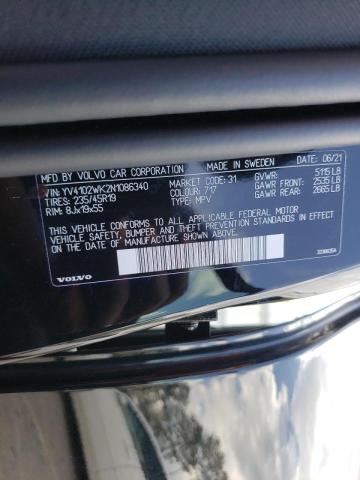 MFD BY VOLVO CAR CORPORATION MADE IN SWEDEN DATE: 06/21
VIN: YV4102WK2N1086340 MARKET CODE: 31 GVWR: 5115 LB
TIRES: 235/45R19 COLOUR: 717 GAWR FRONT: 2535 LB
RIM: 8Jx19x55 TYPE: MPV GAWR REAR: 2665 LB
THIS VEHICLE CONFORMS TO ALL APPLICABLE FEDERAL MOTOR
VEHICLE SAFETY, BUMPER AND THEFT PREVENTION STANDARDS
IN EFFECT ON THE DATE OF MANUFACTURE SHOWN ABOVE.
VOLVO